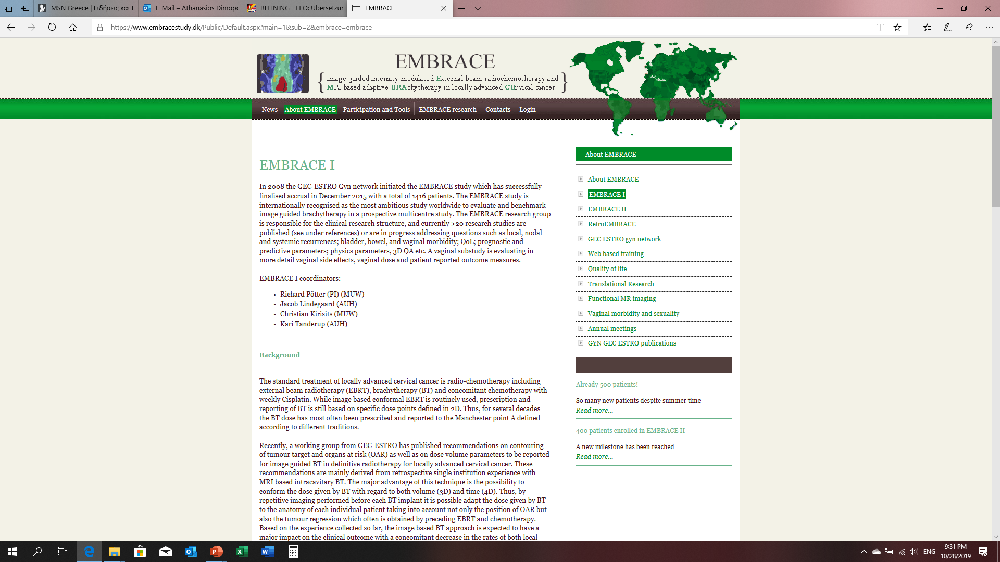 MSN Greece | Ειδήσεις και
E-Mail – Athanasios Dimopo
REFINING - LEO: Übersetzun
EMBRACE
https://www.embracestudy.dk/Public/Default.aspx?main=1&sub=2&embrace=embrace
EMBRACE
Image guided intensity modulated External beam radiochemotherapy and
MRI based adaptive BRAchytherapy in locally advanced CErvical cancer
News
About EMBRACE
Participation and Tools
EMBRACE research
Contacts
Login
EMBRACE I
In 2008 the GEC-ESTRO Gyn network initiated the EMBRACE study which has successfully
finalised accrual in December 2015 with a total of 1416 patients. The EMBRACE study is
internationally recognised as the most ambitious study worldwide to evaluate and benchmark
image guided brachytherapy in a prospective multicentre study. The EMBRACE research group
is responsible for the clinical research structure, and currently >20 research studies are
published (see under references) or are in progress addressing questions such as local, nodal
and systemic recurrences; bladder, bowel, and vaginal morbidity; QoL; prognostic and
predictive parameters; physics parameters, 3D QA etc. A vaginal substudy is evaluating in
more detail vaginal side effects, vaginal dose and patient reported outcome measures.
EMBRACE I coordinators:
• Richard Pötter (PI) (MUW)
• Jacob Lindegaard (AUH)
• Christian Kirisits (MUW)
• Kari Tanderup (AUH)
Background
The standard treatment of locally advanced cervical cancer is radio-chemotherapy including
external beam radiotherapy (EBRT), brachytherapy (BT) and concomitant chemotherapy with
weekly Cisplatin. While image based conformal EBRT is routinely used, prescription and
reporting of BT is still based on specific dose points defined in 2D. Thus, for several decades
the BT dose has most often been prescribed and reported to the Manchester point A defined
according to different traditions.
Recently, a working group from GEC-ESTRO has published recommendations on contouring
of tumour target and organs at risk (OAR) as well as on dose volume parameters to be reported
for image guided BT in definitive radiotherapy for locally advanced cervical cancer. These
recommendations are mainly derived from retrospective single institution experience with
MRI based intracavitary BT. The major advantage of this technique is the possibility to
conform the dose given by BT with regard to both volume (3D) and time (4D). Thus, by
repetitive imaging performed before each BT implant it is possible adapt the dose given by BT
to the anatomy of each individual patient taking into account not only the position of OAR but
also the tumour regression which often is obtained by preceding EBRT and chemotherapy.
Based on the experience collected so far, the image based BT approach is expected to have a
major impact on the clinical outcome with a concomitant decrease in the rates of both local
About EMBRACE
About EMBRACE
EMBRACE I
EMBRACE II
RetroEMBRACE
GEC ESTRO gyn network
Web based training
Quality of life
Translational Research
Functional MR imaging
Vaginal morbidity and sexuality
Annual meetings
GYN GEC ESTRO publications
Already 500 patients!
So many new patients despite summer time
Read more...
400 patients enrolled in EMBRACE II
A new milestone has been reached
Read more...
ENG
9:31 PM
10/28/2019